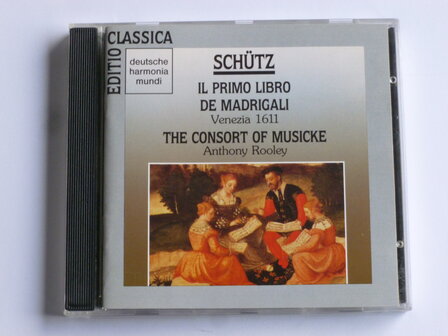 EDITIO CLASSICA
deutsche
harmonia
mundi
SCHÜTZ
IL PRIMO LIBRO
DE MADRIGALI
Venezia 1611
THE CONSORT OF MUSICKE
Anthony Rooley